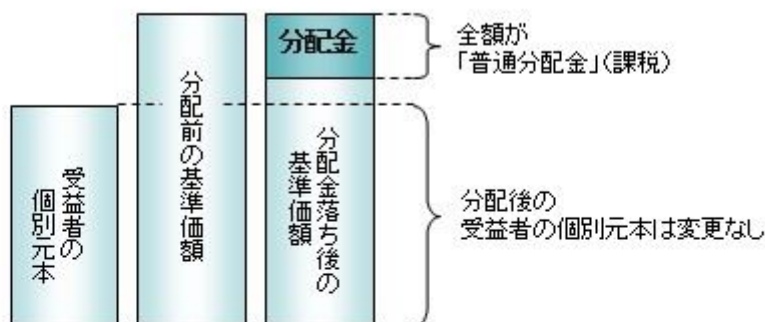 受益者の
個別元本
分配前の基準価額
分配金
分配金落ち後の
基準価額
全額が
「普通分配金」(課税)
分配後の
受益者の個別元本は変更なし